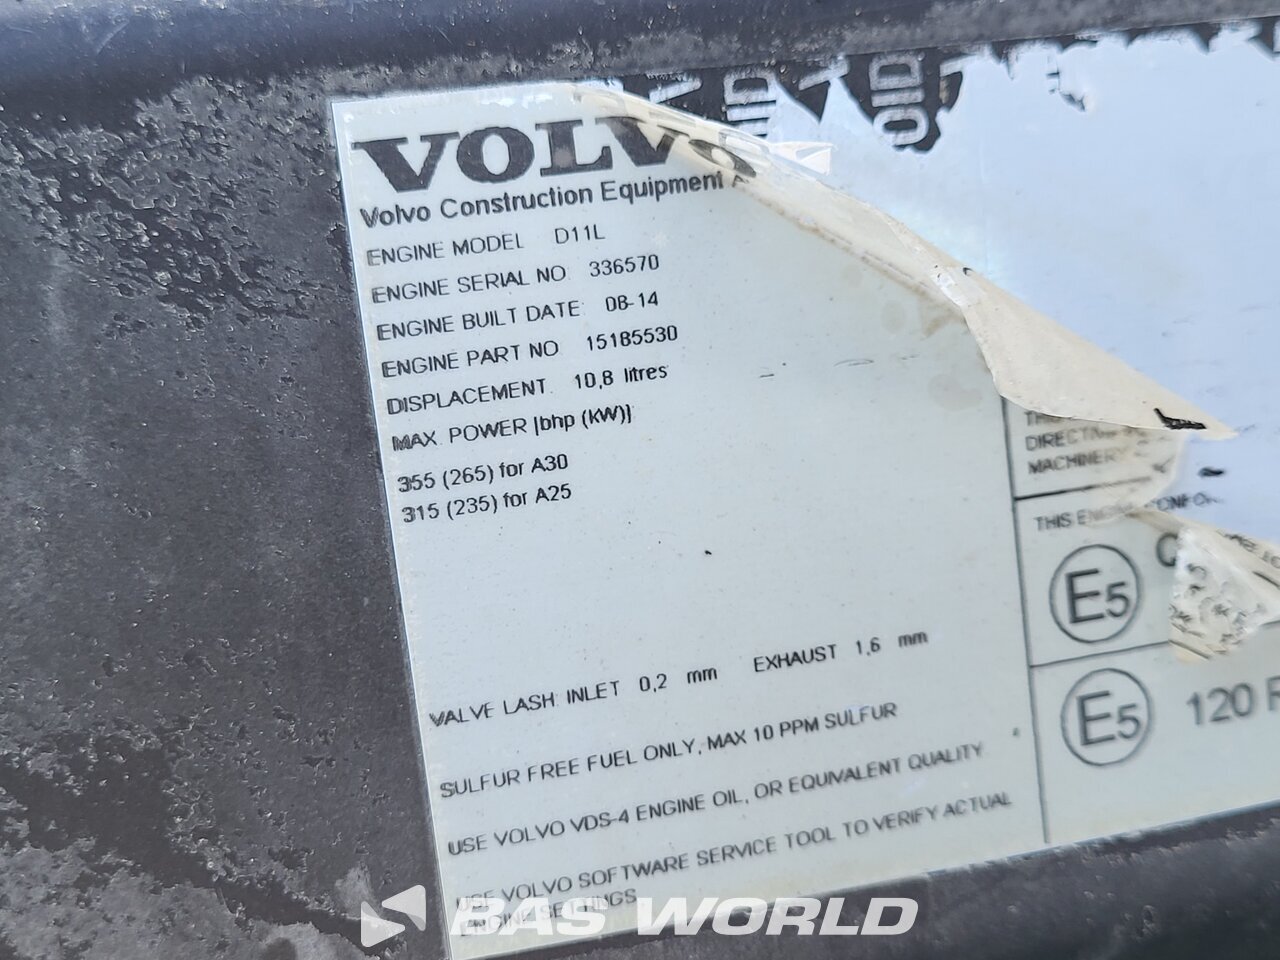 VOLVO
Volvo Construction Equipment
ENGINE MODEL D11L
ENGINE SERIAL NO. 336570
ENGINE BUILT DATE: 08-14
ENGINE PART NO. 15185530
DISPLACEMENT. 10,8 litres
MAX. POWER [bhp (KW)]
355 (265) for A30
315 (235) for A25
VALVE LASH: INLET 0,2 mm EXHAUST 1,6 mm
SULFUR FREE FUEL ONLY, MAX 10 PPM SULFUR
USE VOLVO VDS-4 ENGINE OIL, OR EQUIVALENT QUALITY
USE VOLVO SOFTWARE SERVICE TOOL TO VERIFY ACTUAL
ENGINE SETTINGS
MACHINERY
THIS
E5
E5 120
BAS WORLD